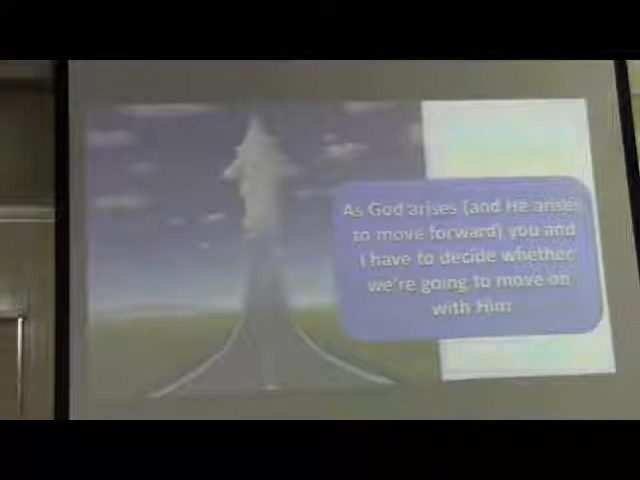 As God arises (and He arises
to move forward) you and
I have to decide whether
we're going to move on
with Him